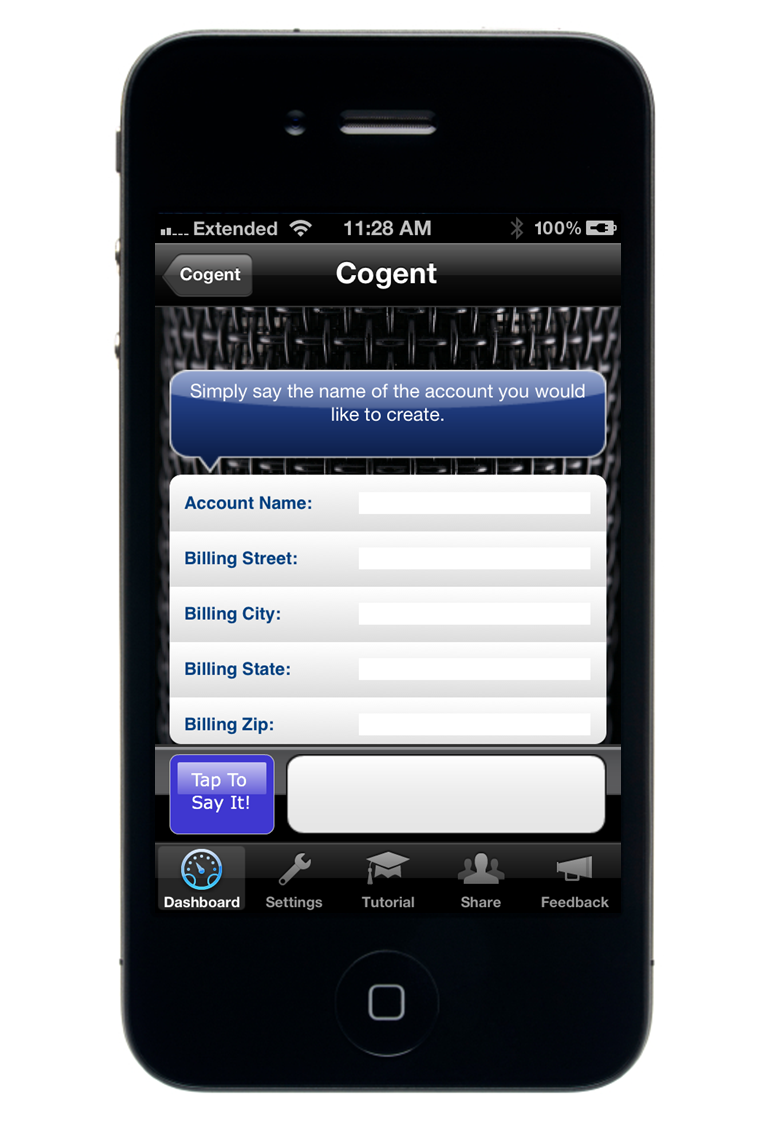 Extended 11:28 AM 100%
Cogent Cogent
Simply say the name of the account you would
like to create.
Account Name:
Billing Street:
Billing City:
Billing State:
Billing Zip:
Tap To
Say It!
Dashboard Settings Tutorial Share Feedback